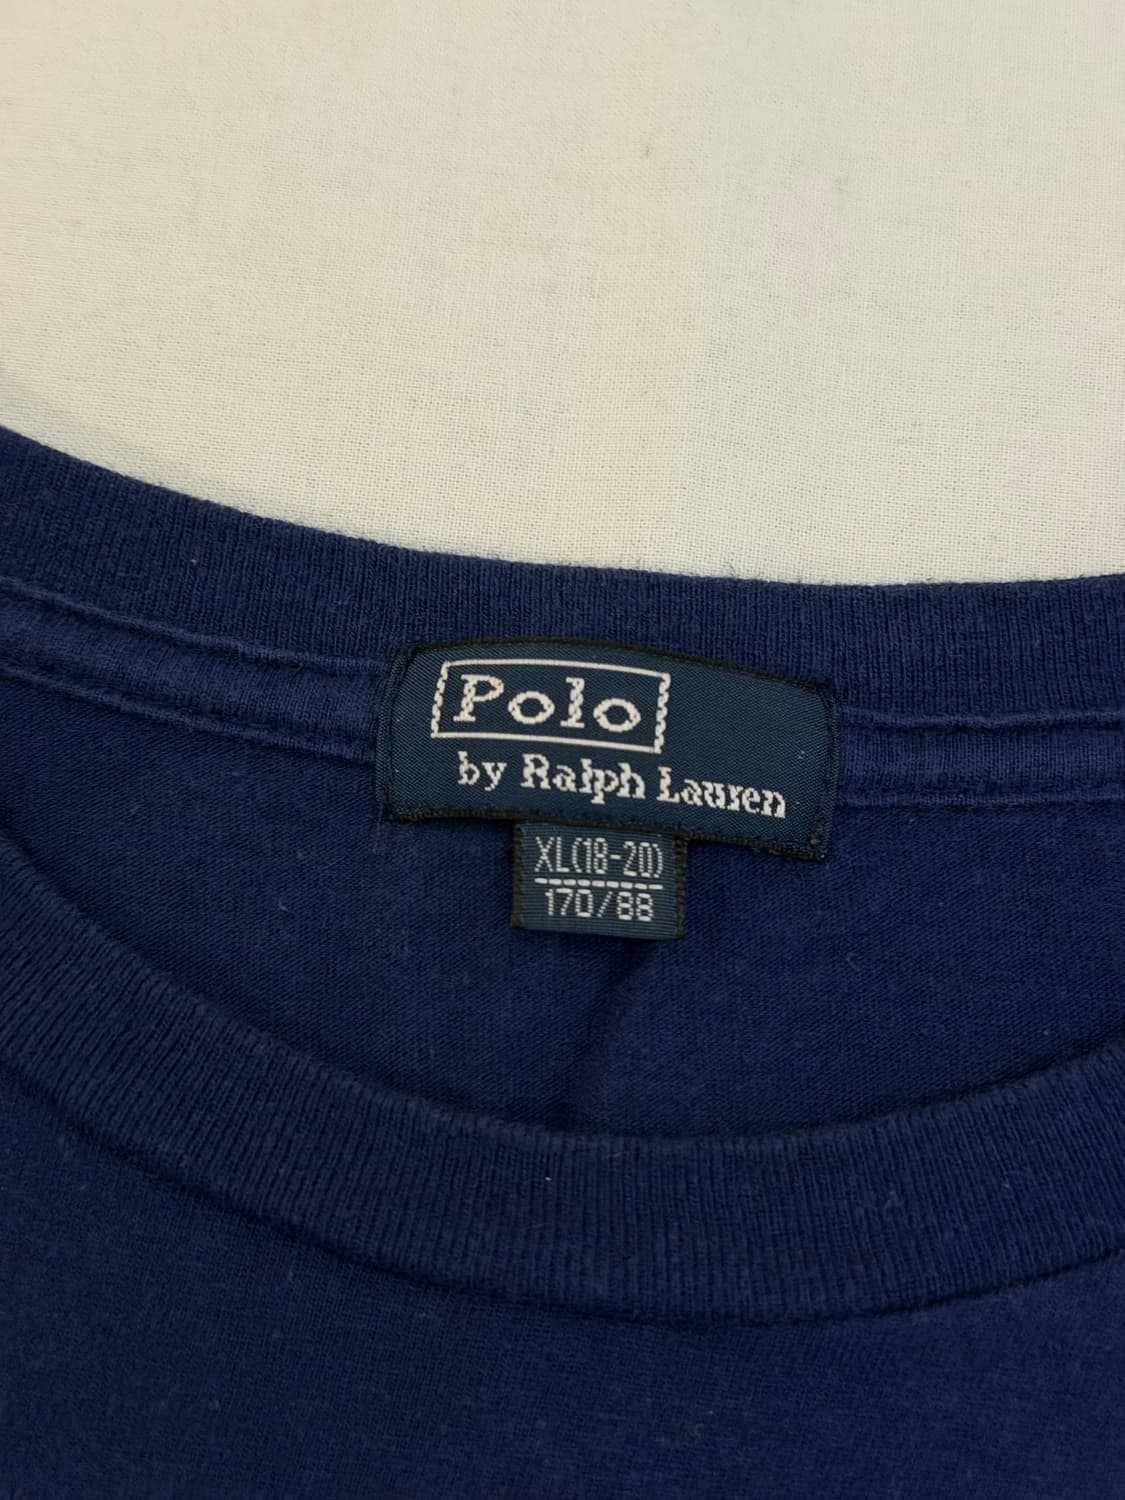 Polo
by Ralph Lauren
XL(18-20)
170/88